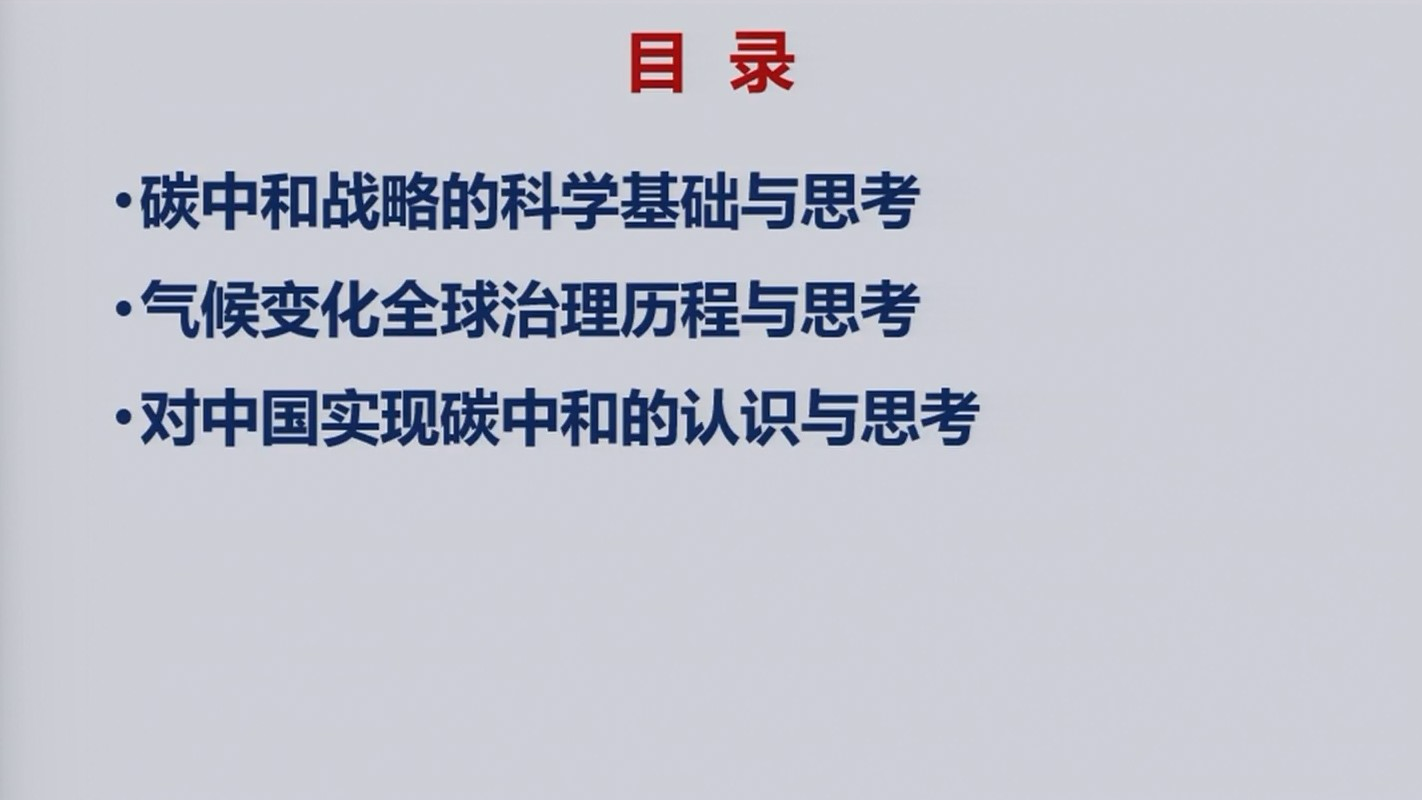 目 录
•碳中和战略的科学基础与思考
•气候变化全球治理历程与思考
•对中国实现碳中和的认识与思考